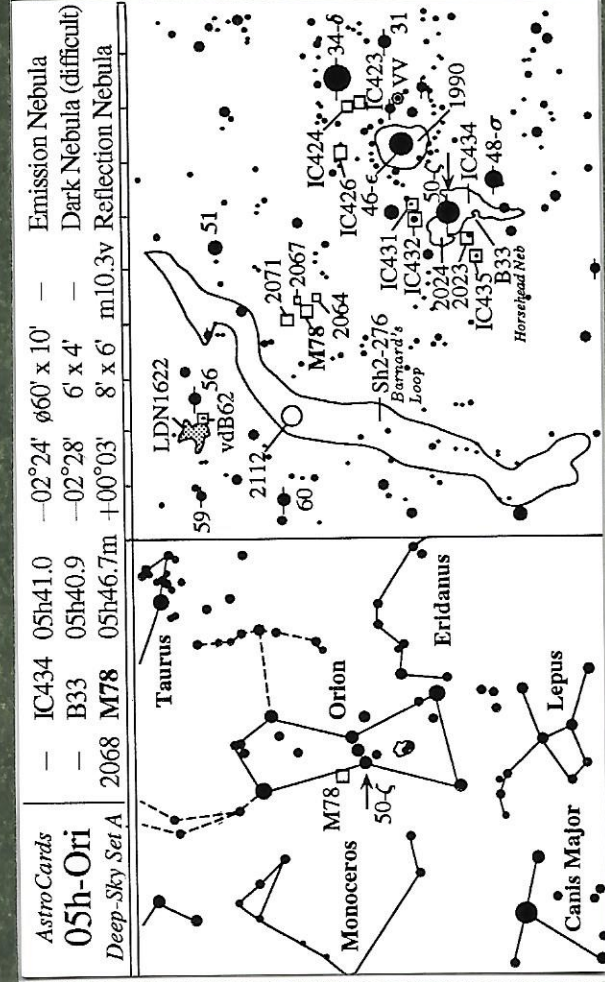 AstroCards
05h-Ori
Deep-Sky Set A
— IC434 05h41.0 —02°24' ø60' x 10' — Emission Nebula
— B33 05h40.9 —02°28' 6' x 4' — Dark Nebula (difficult)
2068 M78 05h46.7m +00°03' 8' x 6' m10.3v Reflection Nebula
Taurus
Orion
M78
50-ζ
Monoceros
Eridanus
Lepus
Canis Major
LDN1622
59
56
vdB62
51
60
2112
2071
2067
M78
2064
Sh2-276
Barnard's
Loop
34-δ
31
IC424
IC423
VV
IC426
46-ε
1990
IC431
IC432
50-ζ
2024
2023
IC434
IC435
B33
Horsehead Neb
48-σ